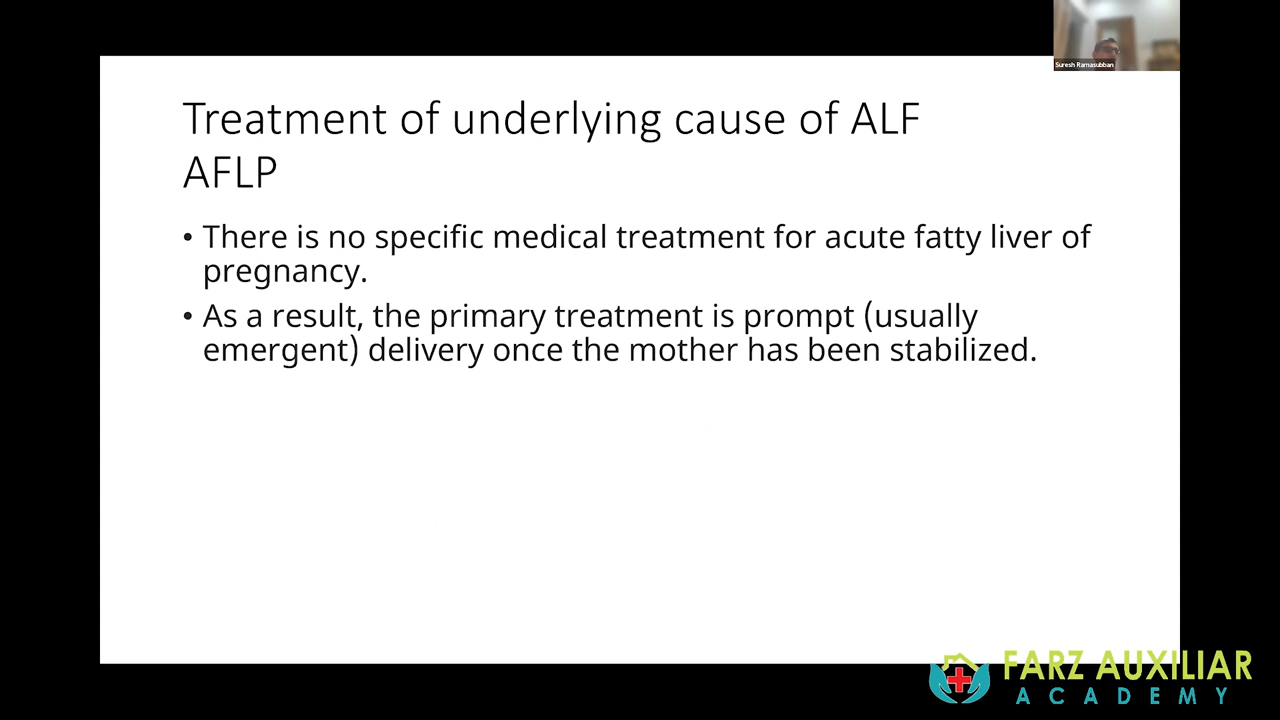 Suresh Ramasubban
Treatment of underlying cause of ALF
AFLP
• There is no specific medical treatment for acute fatty liver of
pregnancy.
• As a result, the primary treatment is prompt (usually
emergent) delivery once the mother has been stabilized.
FARZ AUXILIAR
ACADEMY